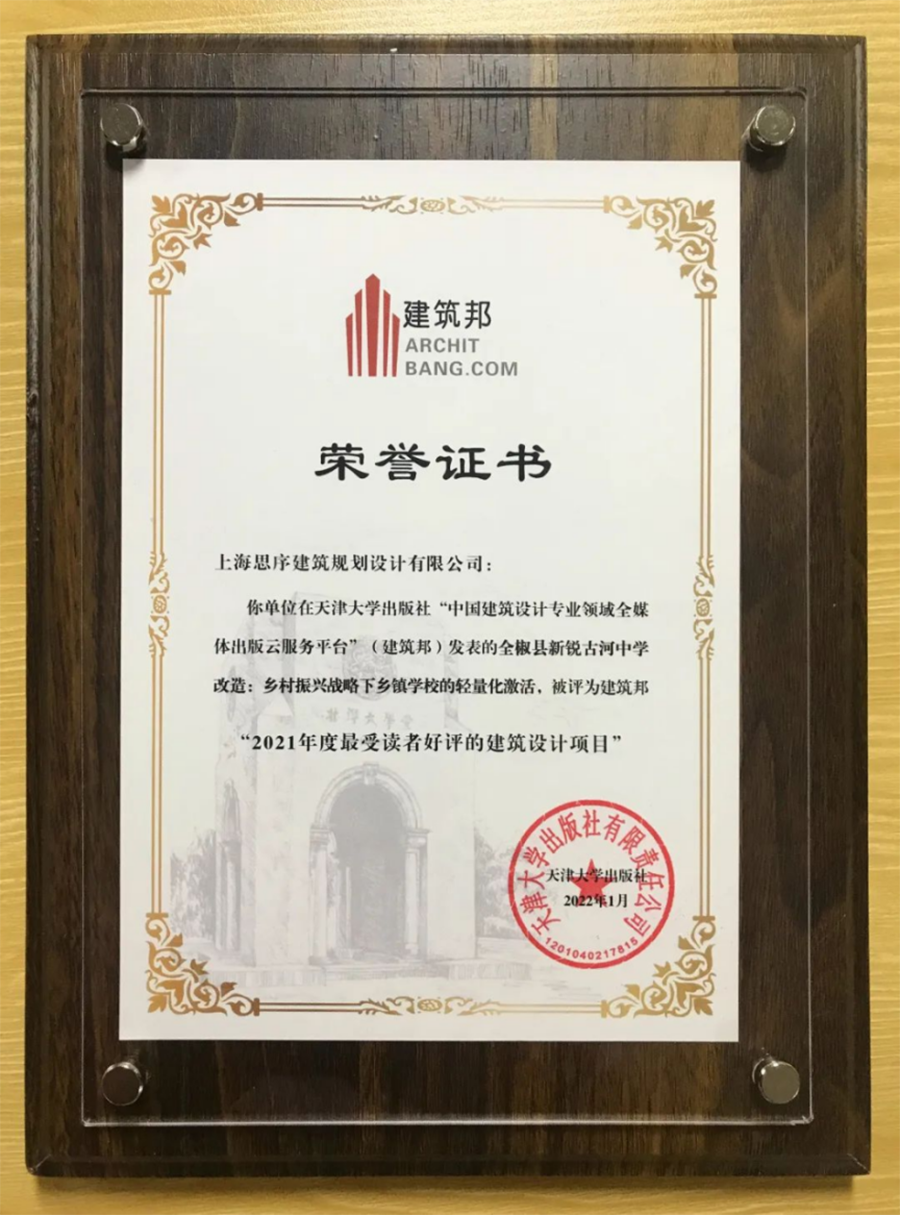 建筑邦
ARCHIT
BANG.COM
荣誉证书
上海思序建筑规划设计有限公司：
你单位在天津大学出版社“中国建筑设计专业领域全媒
体出版云服务平台”（建筑邦）发表的全椒县新锐古河中学
改造：乡村振兴战略下乡镇学校的轻量化激活，被评为建筑邦
“2021年度最受读者好评的建筑设计项目”
天津大学出版社有限责任公司
天津大学出版社
2022年1月
1201040217815